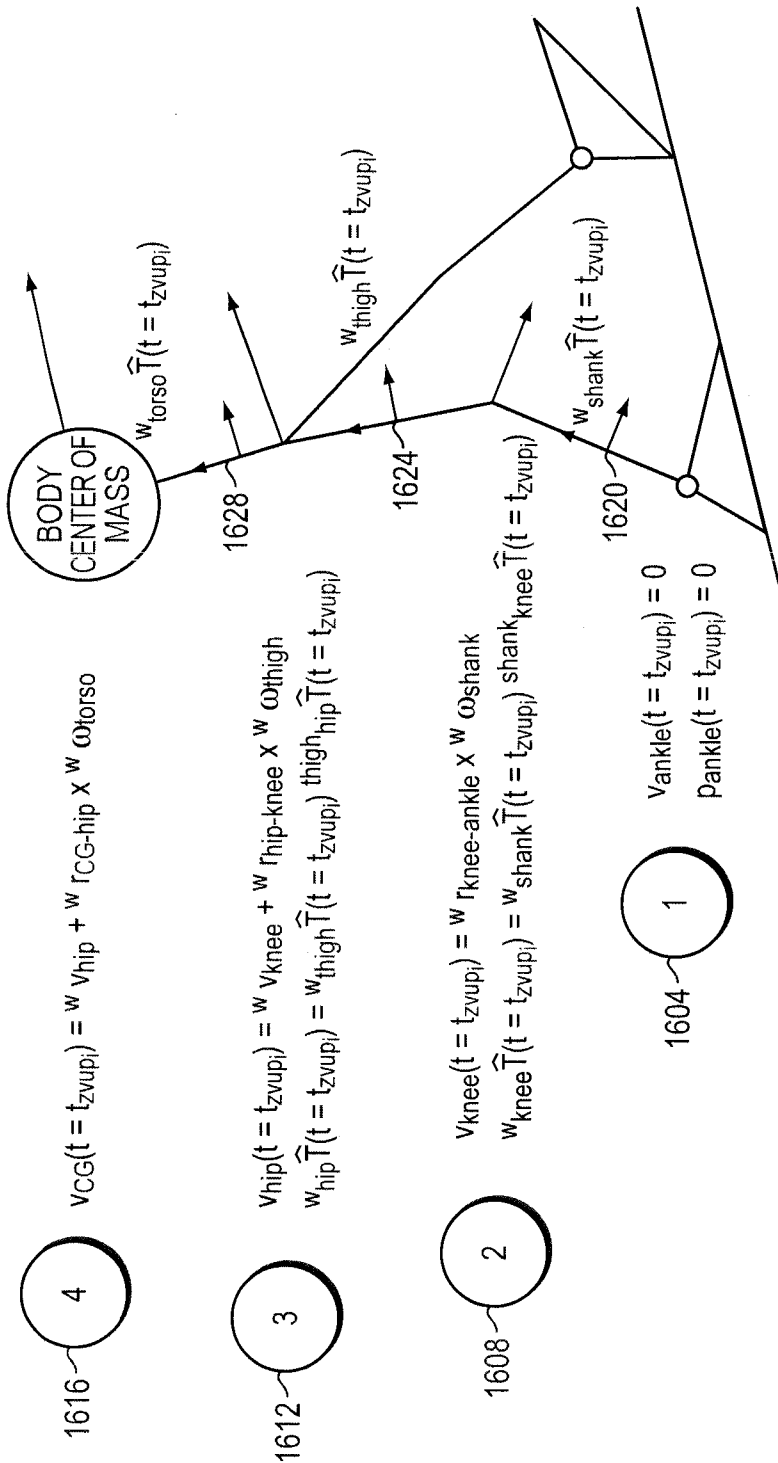 1616
4
v_CG(t = t_zvup_i) = ^w v_hip + ^w r_CG-hip x ^w ω_torso
BODY
CENTER OF
MASS
w_torso T̂(t = t_zvup_i)
1628
1612
3
v_hip(t = t_zvup_i) = ^w v_knee + ^w r_hip-knee x ^w ω_thigh
w_hip T̂(t = t_zvup_i) = w_thigh T̂(t = t_zvup_i) thigh_hip T̂(t = t_zvup_i)
w_thigh T̂(t = t_zvup_i)
1624
1608
2
v_knee(t = t_zvup_i) = ^w r_knee-ankle x ^w ω_shank
w_knee T̂(t = t_zvup_i) = ^w_shank T̂(t = t_zvup_i) shank_knee T̂(t = t_zvup_i)
w_shank T̂(t = t_zvup_i)
1620
1604
1
v_ankle(t = t_zvup_i) = 0
p_ankle(t = t_zvup_i) = 0